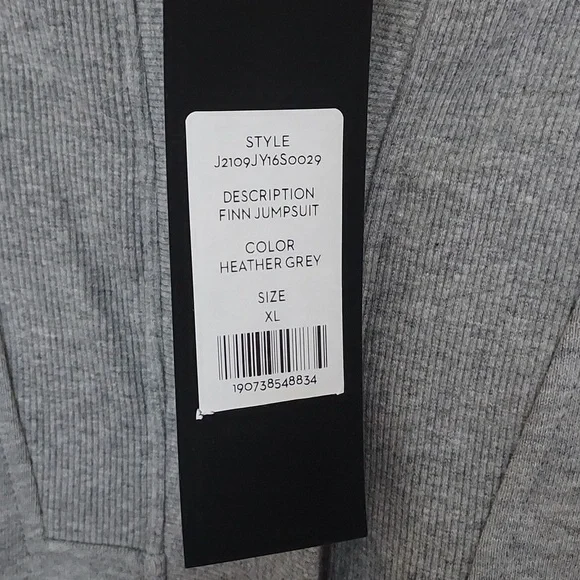 STYLE
J2109JY16S0029
DESCRIPTION
FINN JUMPSUIT
COLOR
HEATHER GREY
SIZE
XL
190738548834